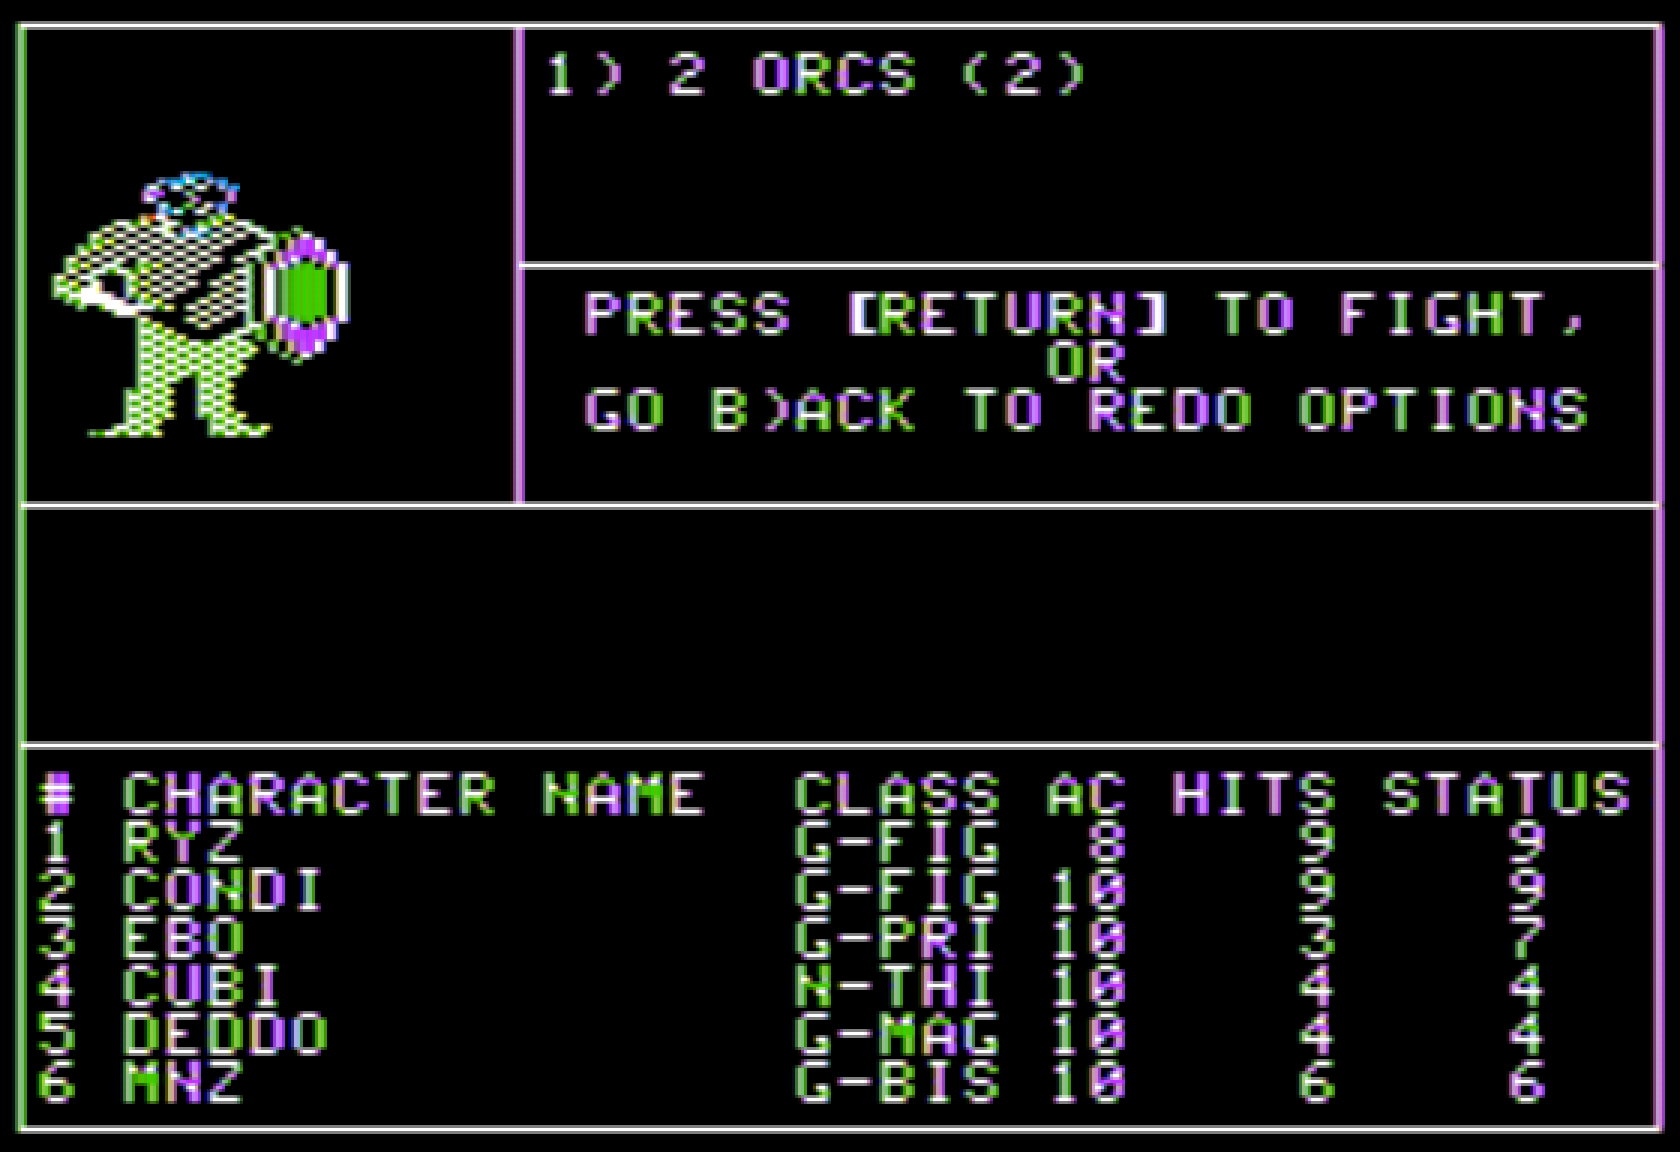 1) 2 ORCS (2)
PRESS [RETURN] TO FIGHT,
OR
GO B)ACK TO REDO OPTIONS
# CHARACTER NAME CLASS AC HITS STATUS
1 RYZ G-FIG 8 9 9
2 CONDI G-FIG 10 9 9
3 EBO G-PRI 10 3 7
4 CUBI N-THI 10 4 4
5 DEDDO G-MAG 10 4 4
6 MNZ G-BIS 10 6 6